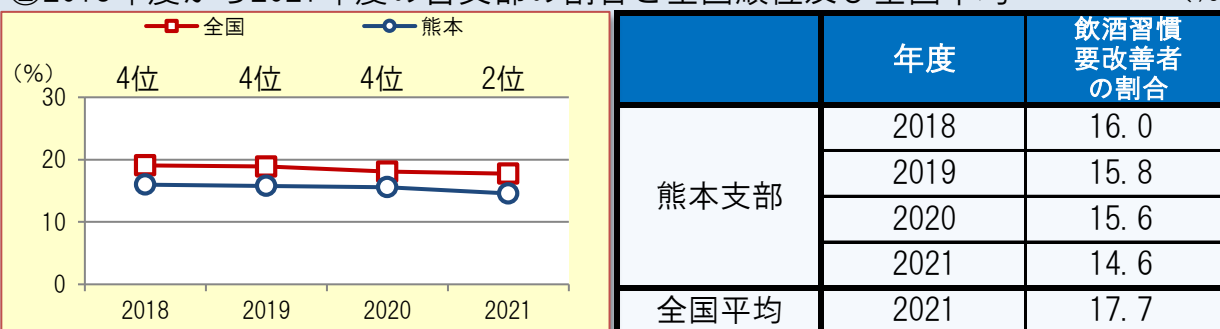 全国
熊本
(%)
4位 4位 4位 2位
30
20
10
0
2018 2019 2020 2021
年度
飲酒習慣
要改善者
の割合
熊本支部
2018 16.0
2019 15.8
2020 15.6
2021 14.6
全国平均 2021 17.7